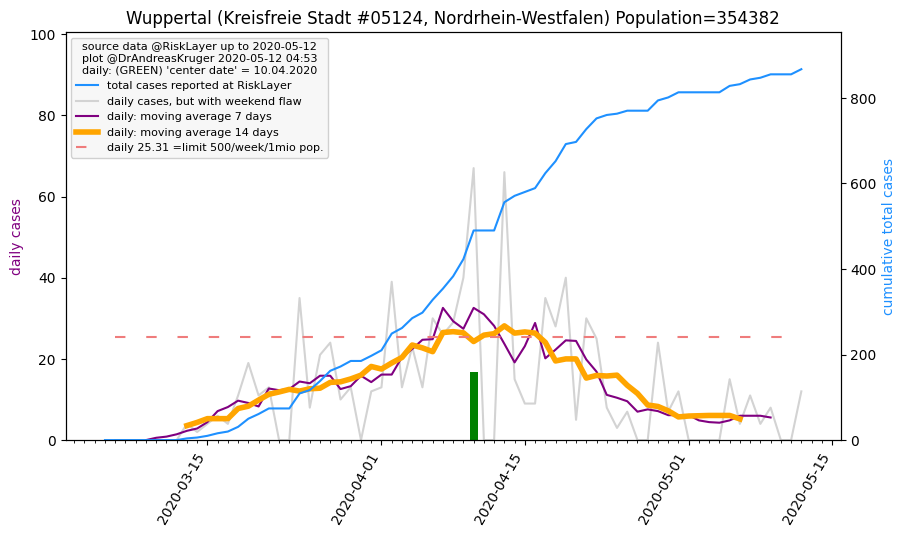 Wuppertal (Kreisfreie Stadt #05124, Nordrhein-Westfalen) Population=354382
source data @RiskLayer up to 2020-05-12
plot @DrAndreasKruger 2020-05-12 04:53
daily: (GREEN) 'center date' = 10.04.2020
total cases reported at RiskLayer
daily cases, but with weekend flaw
daily: moving average 7 days
daily: moving average 14 days
daily 25.31 =limit 500/week/1mio pop.
daily cases
100
80
60
40
20
0
cumulative total cases
800
600
400
200
0
2020-03-15
2020-04-01
2020-04-15
2020-05-01
2020-05-15